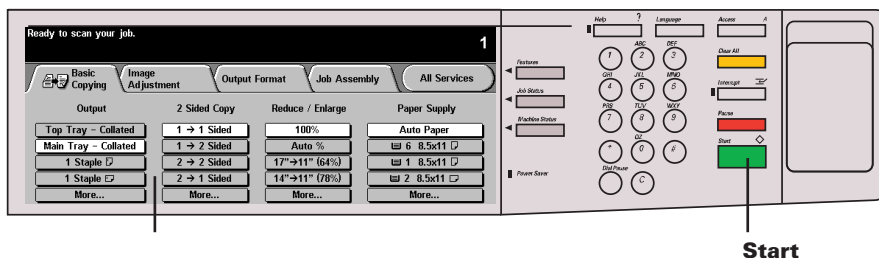 Ready to scan your job.
1
Basic Copying
Image Adjustment
Output Format
Job Assembly
All Services
Output
2 Sided Copy
Reduce / Enlarge
Paper Supply
Top Tray – Collated
1 → 1 Sided
100%
Auto Paper
Main Tray – Collated
1 → 2 Sided
Auto %
6 8.5x11
1 Staple
2 → 2 Sided
17"→11" (64%)
1 8.5x11
1 Staple
2 → 1 Sided
14"→11" (78%)
2 8.5x11
More...
More...
More...
More...
Features
Job Status
Machine Status
Power Saver
Help
?
Language
Access
A
ABC
DEF
1
2
3
Clear All
GHI
JKL
MNO
4
5
6
Interrupt
PRS
TUV
WXY
7
8
9
Pause
QZ
*
0
#
Start
Dial Pause
C
Start